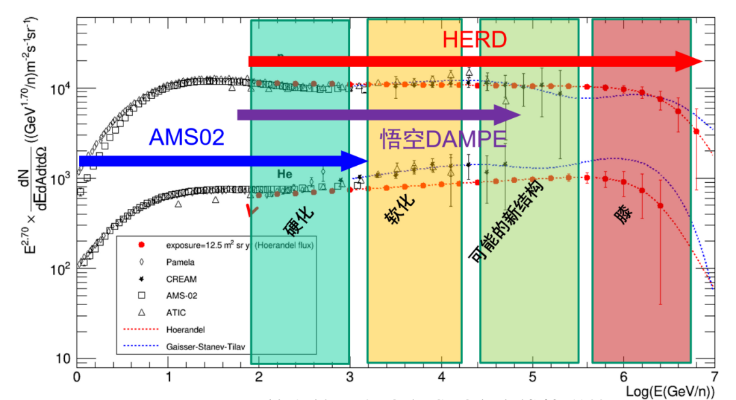 HERD
E^2.70 × dN/dEdAdtdΩ ((GeV^1.70/n)m^-2s^-1sr^-1)
10^4
悟空DAMPE
AMS02
He
10^3
硬化
软化
可能的新结构
膝
exposure=12.5 m² sr y (Hoerandel flux)
Pamela
CREAM
AMS-02
ATIC
Hoerandel
Gaisser-Stanev-Tilav
10^2
10
0 1 2 3 4 5 6 7
Log(E(GeV/n))